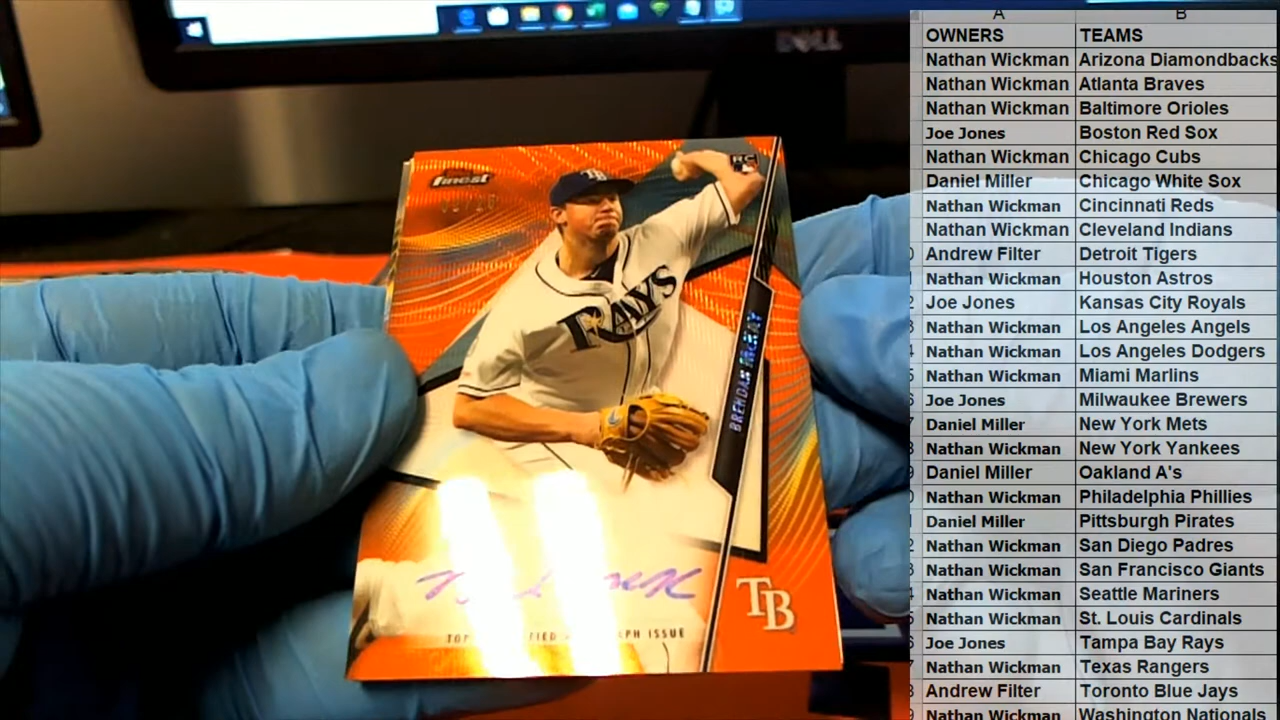 DELL
Finest
RC
RAYS
BRENDAN MCKAY
TB
TB
ISSUE
A B
OWNERS TEAMS
Nathan Wickman Arizona Diamondbacks
Nathan Wickman Atlanta Braves
Nathan Wickman Baltimore Orioles
Joe Jones Boston Red Sox
Nathan Wickman Chicago Cubs
Daniel Miller Chicago White Sox
Nathan Wickman Cincinnati Reds
Nathan Wickman Cleveland Indians
Andrew Filter Detroit Tigers
Nathan Wickman Houston Astros
Joe Jones Kansas City Royals
Nathan Wickman Los Angeles Angels
Nathan Wickman Los Angeles Dodgers
Nathan Wickman Miami Marlins
Joe Jones Milwaukee Brewers
Daniel Miller New York Mets
Nathan Wickman New York Yankees
Daniel Miller Oakland A's
Nathan Wickman Philadelphia Phillies
Daniel Miller Pittsburgh Pirates
Nathan Wickman San Diego Padres
Nathan Wickman San Francisco Giants
Nathan Wickman Seattle Mariners
Nathan Wickman St. Louis Cardinals
Joe Jones Tampa Bay Rays
Nathan Wickman Texas Rangers
Andrew Filter Toronto Blue Jays
Nathan Wickman Washington Nationals